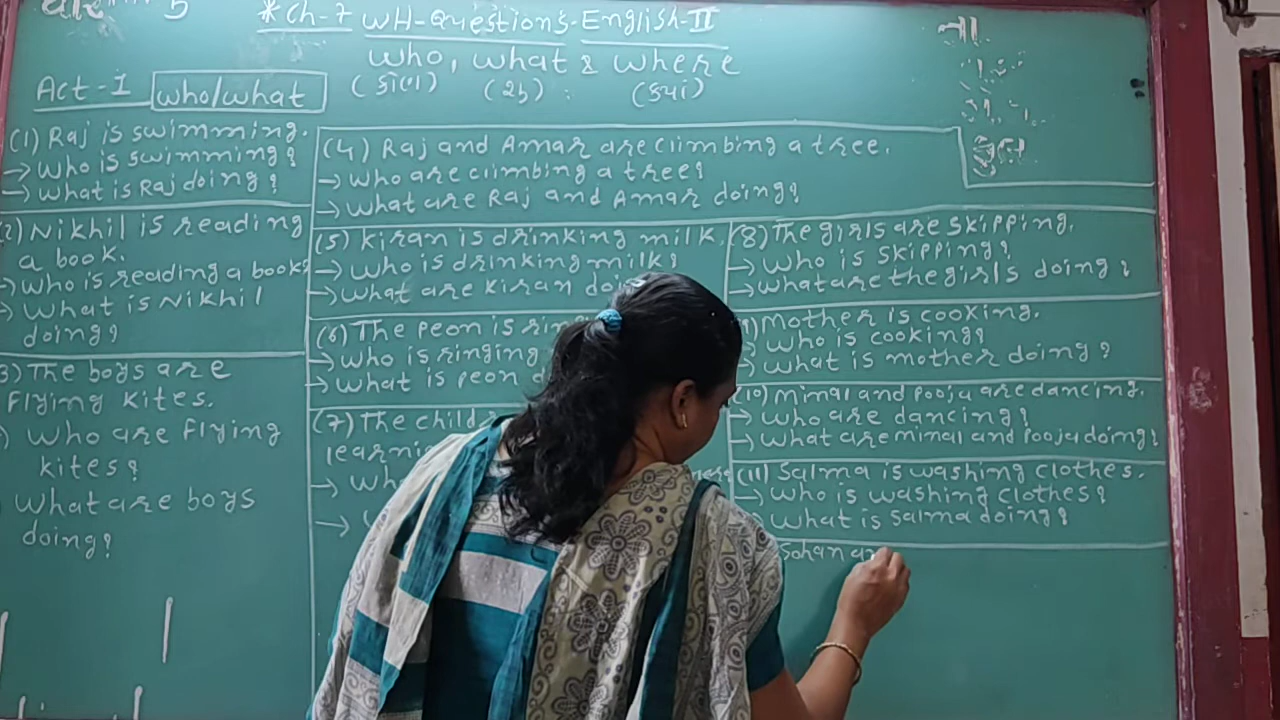 5
* Ch-7 WH-Questions-English-II
who, what & where
Act-1 who/what
(1) Raj is swimming.
→ Who is swimming?
→ What is Raj doing?
(2) Nikhil is reading
a book.
→ Who is reading a book?
→ What is Nikhil
doing?
3) The boys are
flying kites.
Who are flying
kites?
What are boys
doing?
(4) Raj and Amar are climbing a tree.
→ Who are climbing a tree?
→ What are Raj and Amar doing?
(5) Kiran is drinking milk.
→ Who is drinking milk?
→ What are Kiran
(6) The peon is
→ Who is ringing
→ What is peon
(7) The
→
→
(8) The girls are skipping.
→ Who is skipping?
→ What are the girls doing?
) Mother is cooking.
Who is cooking?
→ What is mother doing?
(10) Minal and Pooja are dancing.
→ Who are dancing?
→ What are minal and Pooja doing?
(11) Salma is washing clothes.
→ Who is washing clothes?
What is Salma doing?
Sohan